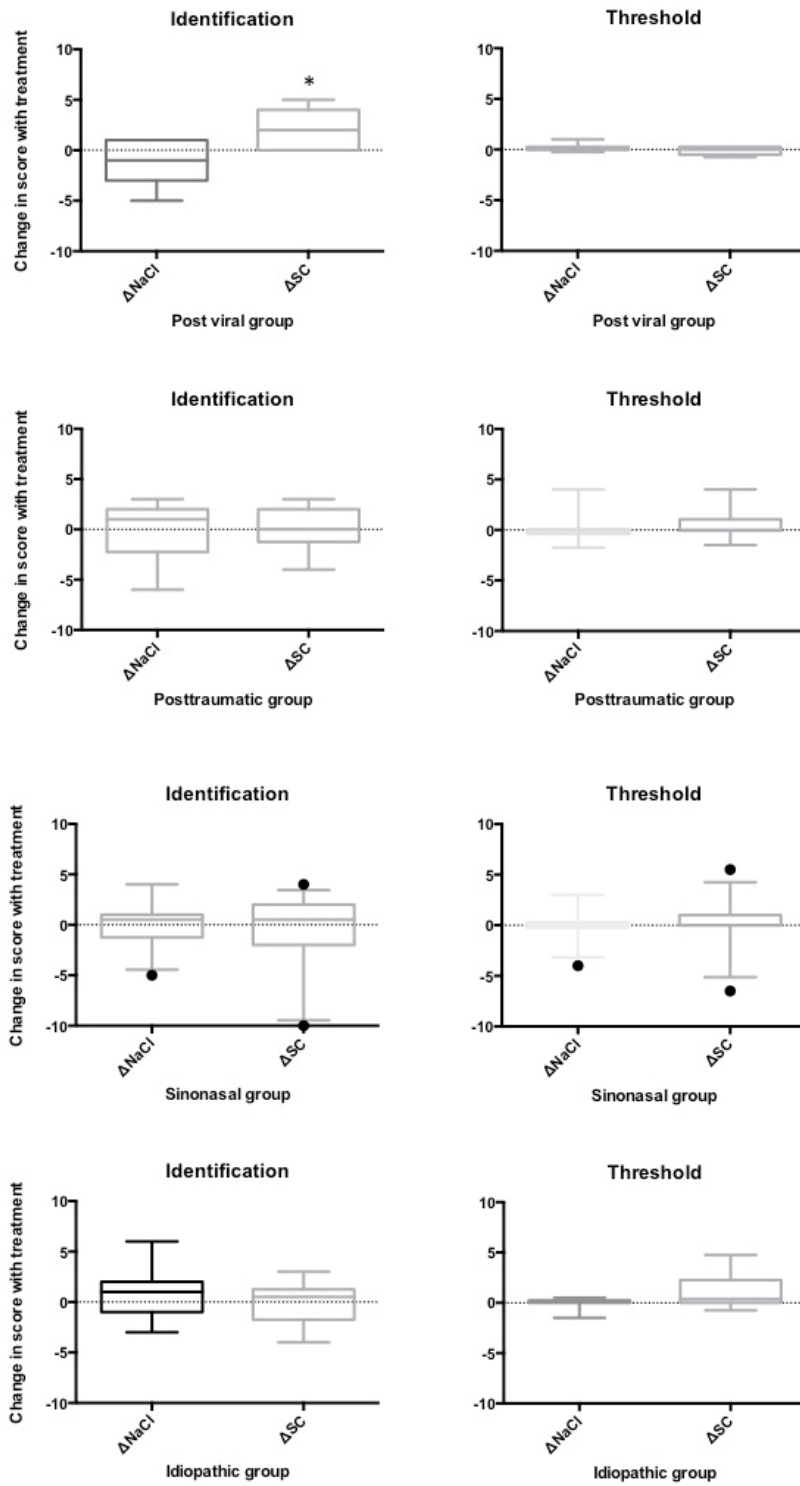 Identification
Threshold
Change in score with treatment
10
5
0
-5
-10
*
ΔNaCl
ΔSC
Post viral group
10
5
0
-5
-10
ΔNaCl
ΔSC
Post viral group
Identification
Threshold
Change in score with treatment
10
5
0
-5
-10
ΔNaCl
ΔSC
Posttraumatic group
10
5
0
-5
-10
ΔNaCl
ΔSC
Posttraumatic group
Identification
Threshold
Change in score with treatment
10
5
0
-5
-10
ΔNaCl
ΔSC
Sinonasal group
10
5
0
-5
-10
ΔNaCl
ΔSC
Sinonasal group
Identification
Threshold
Change in score with treatment
10
5
0
-5
-10
ΔNaCl
ΔSC
Idiopathic group
10
5
0
-5
-10
ΔNaCl
ΔSC
Idiopathic group